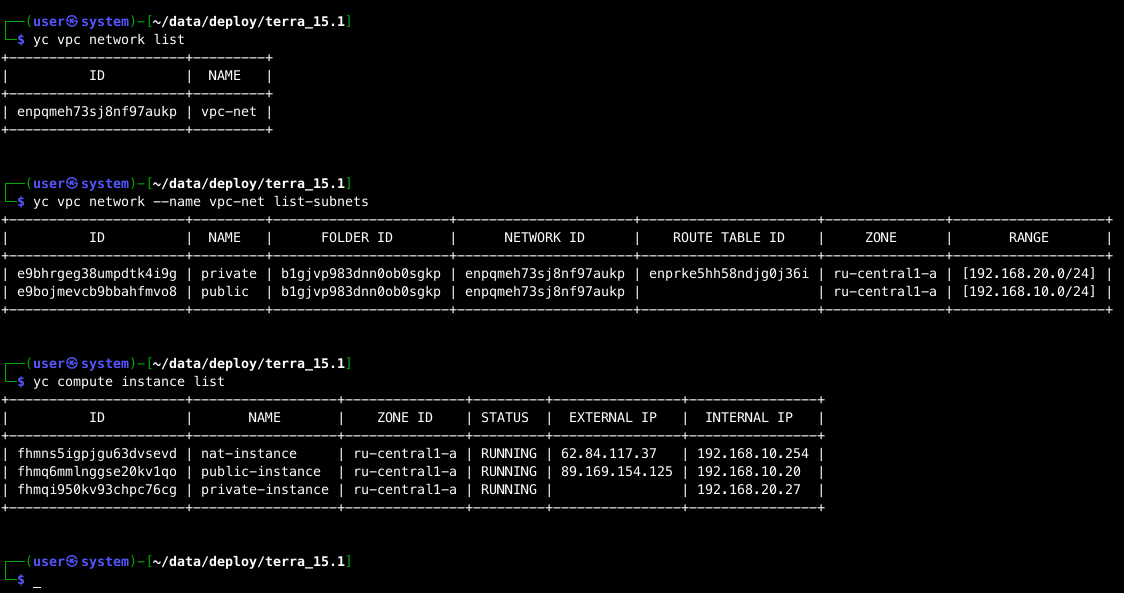 ┌──(user㉿system)-[~/data/deploy/terra_15.1]
└─$ yc vpc network list
+----------------------+---------+
|          ID          |  NAME   |
+----------------------+---------+
| enpqmeh73sj8nf97aukp | vpc-net |
+----------------------+---------+
┌──(user㉿system)-[~/data/deploy/terra_15.1]
└─$ yc vpc network --name vpc-net list-subnets
+----------------------+---------+----------------------+----------------------+----------------------+---------------+-------------------+
|          ID          |  NAME   |      FOLDER ID       |      NETWORK ID      |    ROUTE TABLE ID    |     ZONE      |       RANGE       |
+----------------------+---------+----------------------+----------------------+----------------------+---------------+-------------------+
| e9bhrgeg38umpdtk4i9g | private | b1gjvp983dnn0ob0sgkp | enpqmeh73sj8nf97aukp | enprke5hh58ndjg0j36i | ru-central1-a | [192.168.20.0/24] |
| e9bojmevcb9bbahfmvo8 | public  | b1gjvp983dnn0ob0sgkp | enpqmeh73sj8nf97aukp |                      | ru-central1-a | [192.168.10.0/24] |
+----------------------+---------+----------------------+----------------------+----------------------+---------------+-------------------+
┌──(user㉿system)-[~/data/deploy/terra_15.1]
└─$ yc compute instance list
+----------------------+------------------+---------------+---------+----------------+----------------+
|          ID          |       NAME       |    ZONE ID    | STATUS  |  EXTERNAL IP   |  INTERNAL IP   |
+----------------------+------------------+---------------+---------+----------------+----------------+
| fhmns5igpjgu63dvsevd | nat-instance     | ru-central1-a | RUNNING | 62.84.117.37   | 192.168.10.254 |
| fhmq6mmlnggse20kv1qo | public-instance  | ru-central1-a | RUNNING | 89.169.154.125 | 192.168.10.20  |
| fhmqi950kv93chpc76cg | private-instance | ru-central1-a | RUNNING |                | 192.168.20.27  |
+----------------------+------------------+---------------+---------+----------------+----------------+
┌──(user㉿system)-[~/data/deploy/terra_15.1]
└─$ _